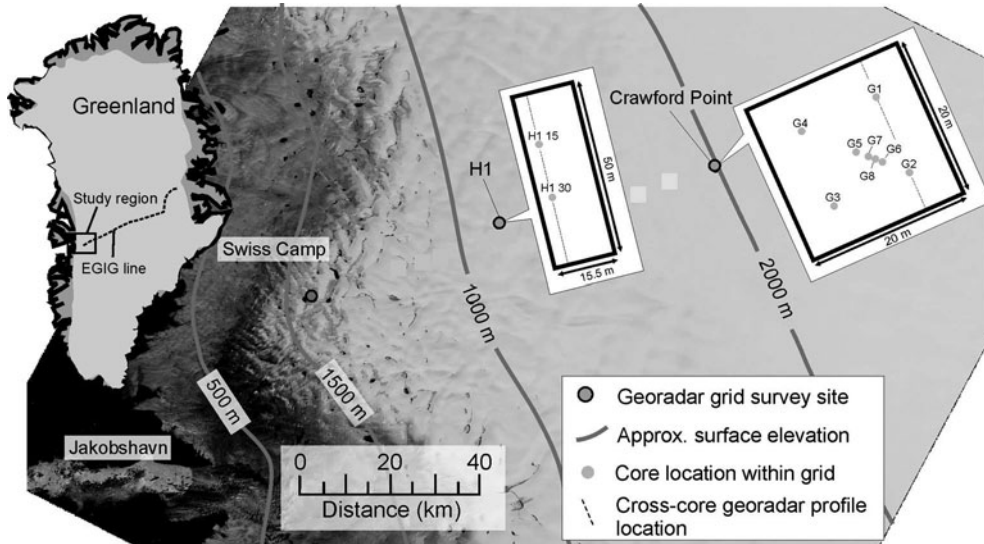 Greenland
Study region
EGIG line
Swiss Camp
H1
H1 15
H1 30
50 m
15.5 m
Crawford Point
G1
G4
G7
G5
G6
G8
G2
G3
20 m
20 m
500 m
1500 m
1000 m
2000 m
Jakobshavn
0 20 40
Distance (km)
Georadar grid survey site
Approx. surface elevation
Core location within grid
Cross-core georadar profile
location